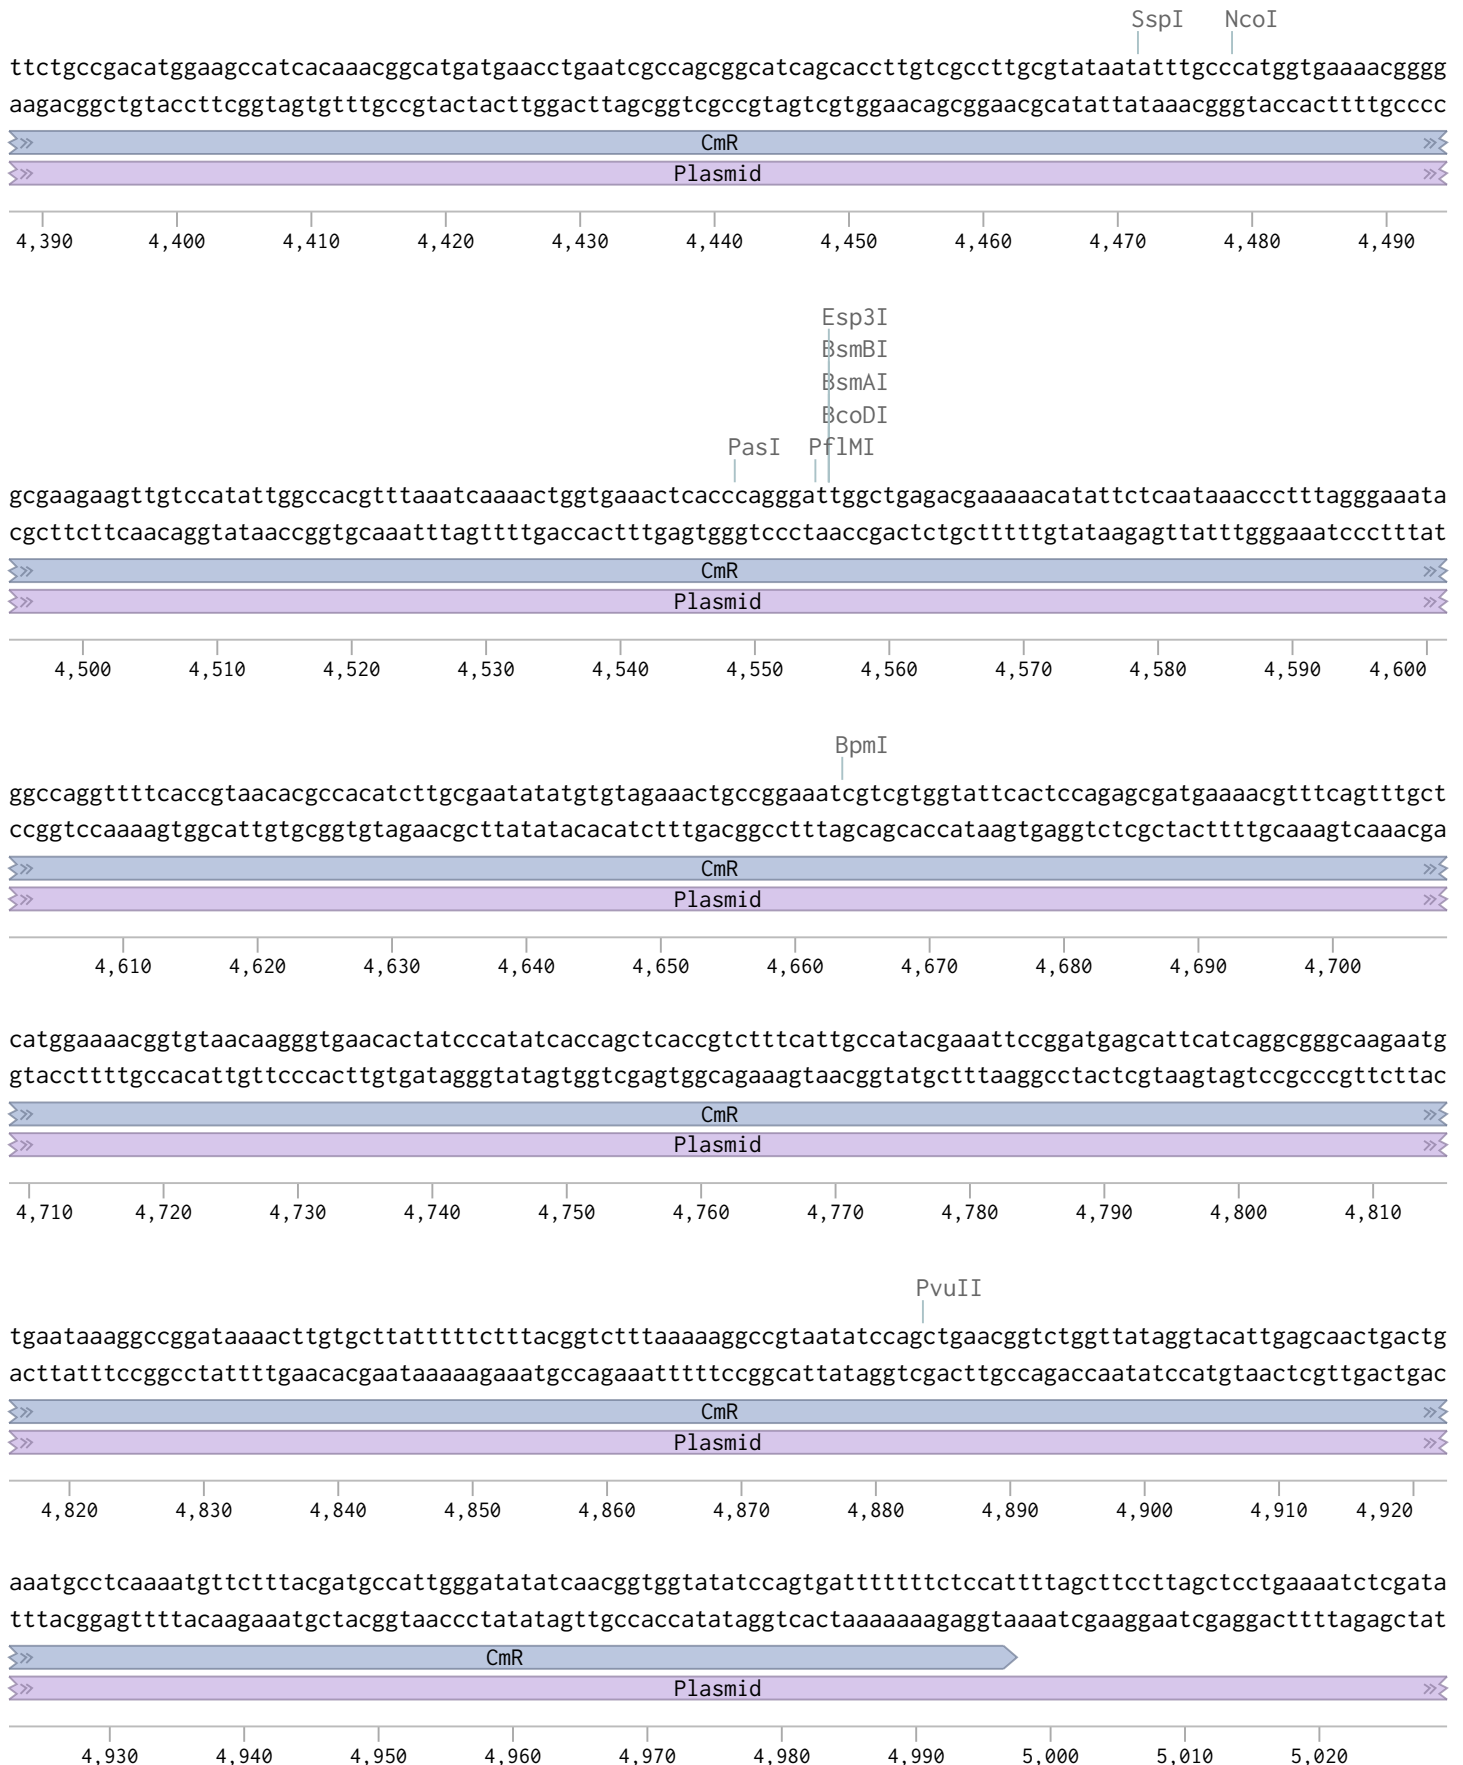 SspI NcoI
ttctgccgacatggaagccatcacaaacggcatgatgaacctgaatcgccagcggcatcagcaccttgtcgccttgcgtataatatttgcccatggtgaaaacgggg
aagacggctgtaccttcggtagtgtttgccgtactacttggacttagcggtcgccgtagtcgtggaacagcggaacgcatattataaacgggtaccacttttgcccc
CmR
Plasmid
4,390 4,400 4,410 4,420 4,430 4,440 4,450 4,460 4,470 4,480 4,490
Esp3I
BsmBI
BsmAI
BcoDI
PasI PflMI
gcgaagaagttgtccatattggccacgtttaaatcaaaactggtgaaactcacccagggattggctgagacgaaaaacatattctcaataaaccctttagggaaata
cgcttcttcaacaggtataaccggtgcaaatttagttttgaccactttgagtgggtccctaaccgactctgctttttgtataagagttatttgggaaatccctttat
CmR
Plasmid
4,500 4,510 4,520 4,530 4,540 4,550 4,560 4,570 4,580 4,590 4,600
BpmI
ggccaggttttcaccgtaacacgccacatcttgcgaatatatgtgtagaaactgccggaaatcgtcgtggtattcactccagagcgatgaaaacgtttcagtttgct
ccggtccaaaagtggcattgtgcggtgtagaacgcttatatacacatctttgacggcctttagcagcaccataagtgaggtctcgctacttttgcaaagtcaaacga
CmR
Plasmid
4,610 4,620 4,630 4,640 4,650 4,660 4,670 4,680 4,690 4,700
catggaaaacggtgtaacaagggtgaacactatcccatatcaccagctcaccgtctttcattgccatacgaaattccggatgagcattcatcaggcgggcaagaatg
gtaccttttgccacattgttcccacttgtgatagggtatagtggtcgagtggcagaaagtaacggtatgctttaaggcctactcgtaagtagtccgcccgttcttac
CmR
Plasmid
4,710 4,720 4,730 4,740 4,750 4,760 4,770 4,780 4,790 4,800 4,810
PvuII
tgaataaaggccggataaaacttgtgcttatttttctttacggtctttaaaaaggccgtaatatccagctgaacggtctggttataggtacattgagcaactgactg
acttatttccggcctattttgaacacgaataaaaagaaatgccagaaatttttccggcattataggtcgacttgccagaccaatatccatgtaactcgttgactgac
CmR
Plasmid
4,820 4,830 4,840 4,850 4,860 4,870 4,880 4,890 4,900 4,910 4,920
aaatgcctcaaaatgttctttacgatgccattgggatatatcaacggtggtatatccagtgatttttttctccattttagcttccttagctcctgaaaatctcgata
tttacggagttttacaagaaatgctacggtaaccctatatagttgccaccatataggtcactaaaaaaagaggtaaaatcgaaggaatcgaggacttttagagctat
CmR
Plasmid
4,930 4,940 4,950 4,960 4,970 4,980 4,990 5,000 5,010 5,020